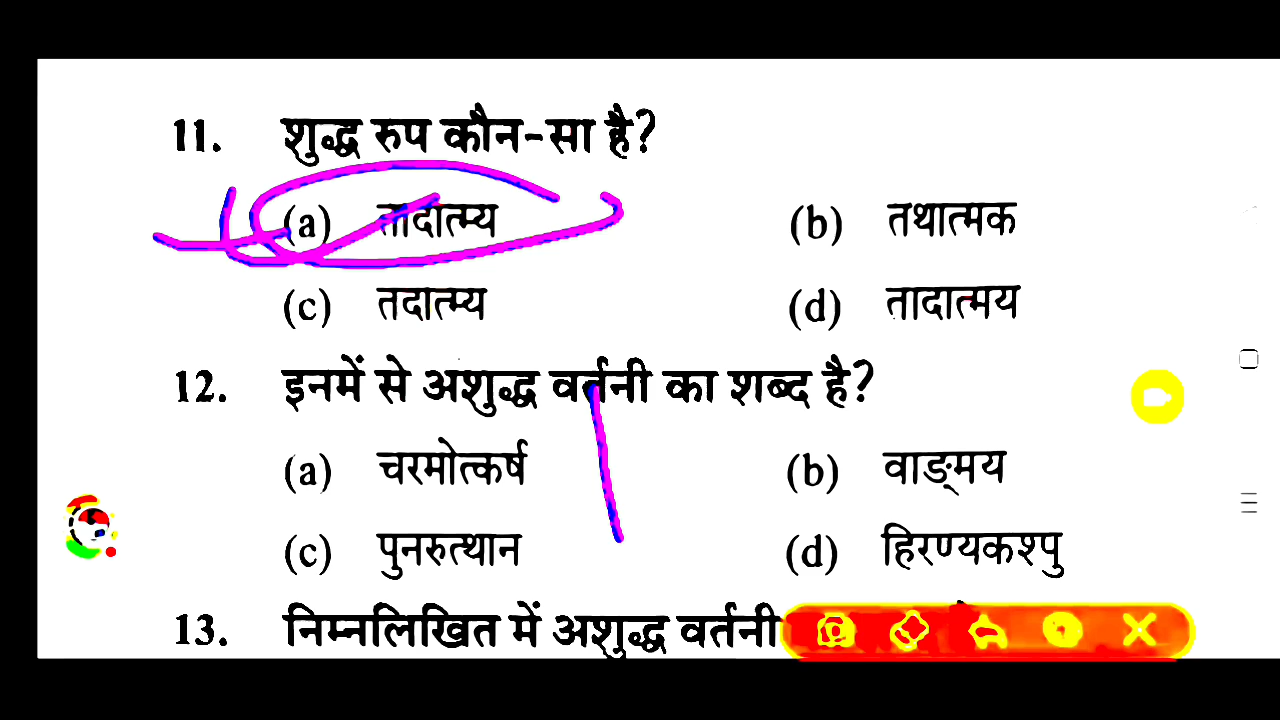 11. शुद्ध रुप कौन-सा है?
(a) तादात्म्य (b) तथात्मक
(c) तदात्म्य (d) तादात्मय
12. इनमें से अशुद्ध वर्तनी का शब्द है?
(a) चरमोत्कर्ष (b) वाङ्मय
(c) पुनरुत्थान (d) हिरण्यकश्पु
13. निम्नलिखित में अशुद्ध वर्तनी